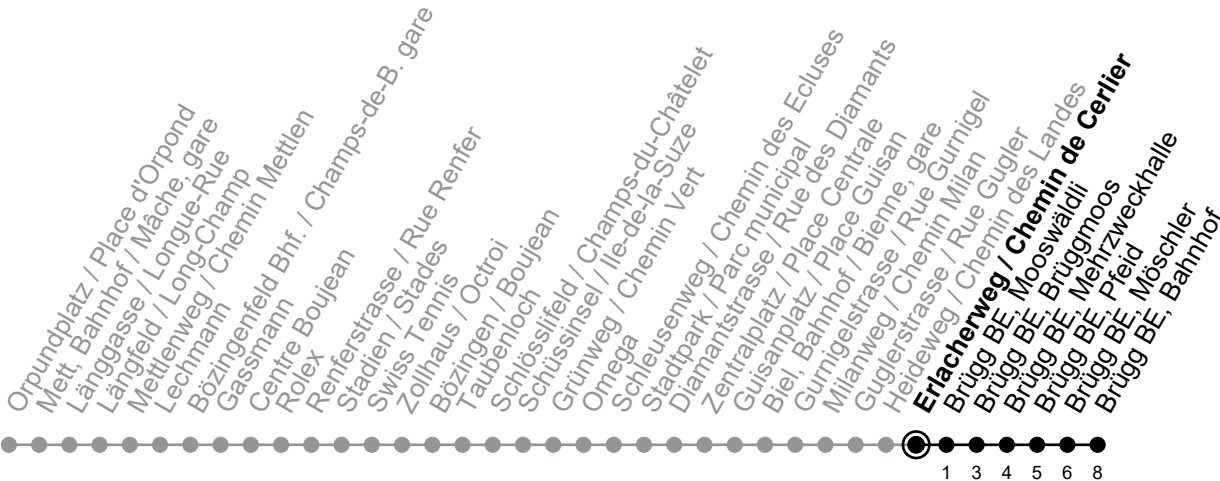 Orpundplatz / Place d'Orpond
Mett, Bahnhof / Mâche, gare
Länggasse / Longue-Rue
Längfeld / Long-Champ
Mettlenweg / Chemin Mettlen
Lechmann
Bözingenfeld Bhf. / Champs-de-B. gare
Gassmann
Centre Boujean
Rolex
Renferstrasse / Rue Renfer
Stadien / Stades
Swiss Tennis
Zollhaus / Octroi
Bözingen / Boujean
Taubenloch
Schlösslifeld / Champs-du-Châtelet
Schüssinsel / Ile-de-la-Suze
Grünweg / Chemin Vert
Omega
Schleusenweg / Chemin des Ecluses
Stadtpark / Parc municipal
Diamantstrasse / Rue des Diamants
Zentralplatz / Place Centrale
Guisanplatz / Place Guisan
Biel, Bahnhof / Bienne, gare
Gurnigelstrasse / Rue Gurnigel
Milanweg / Chemin Milan
Guglerstrasse / Rue Gugler
Heideweg / Chemin des Landes
Erlacherweg / Chemin de Cerlier
Brügg BE, Mooswäldli
Brügg BE, Brüggmoos
Brügg BE, Mehrzweckhalle
Brügg BE, Pfeid
Brügg BE, Möschler
Brügg BE, Bahnhof
1 3 4 5 6 8